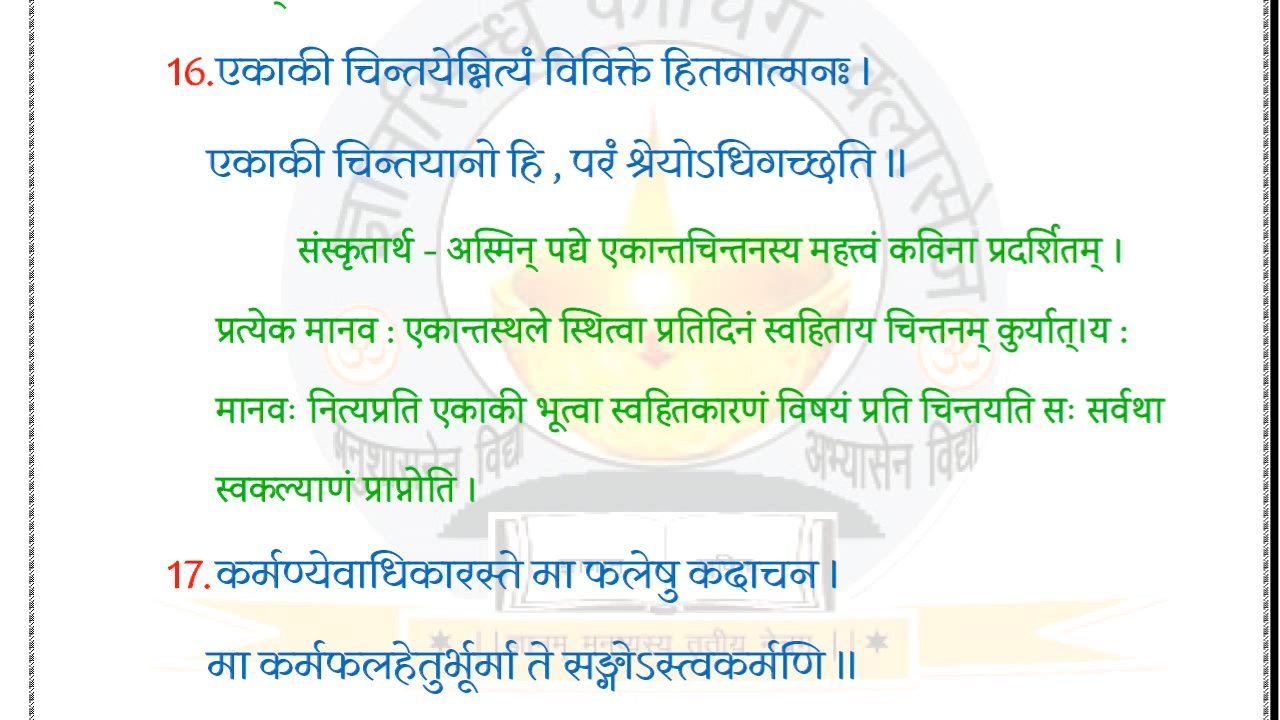 कोचिंग
ज्ञानसिन्धु क्लासेज
16. एकाकी चिन्तयेन्नित्यं विविक्ते हितमात्मनः ।
एकाकी चिन्तयानो हि , परं श्रेयोऽधिगच्छति ॥
संस्कृतार्थ - अस्मिन् पद्ये एकान्तचिन्तनस्य महत्त्वं कविना प्रदर्शितम् ।
प्रत्येक मानव : एकान्तस्थले स्थित्वा प्रतिदिनं स्वहिताय चिन्तनम् कुर्यात्।य :
मानवः नित्यप्रति एकाकी भूत्वा स्वहितकारणं विषयं प्रति चिन्तयति सः सर्वथा
अभ्यासेन विद्या
स्वकल्याणं प्राप्नोति ।
17. कर्मण्येवाधिकारस्ते मा फलेषु कदाचन ।
मा कर्मफलहेतुर्भूर्मा ते सङ्गोऽस्त्वकर्मणि ॥